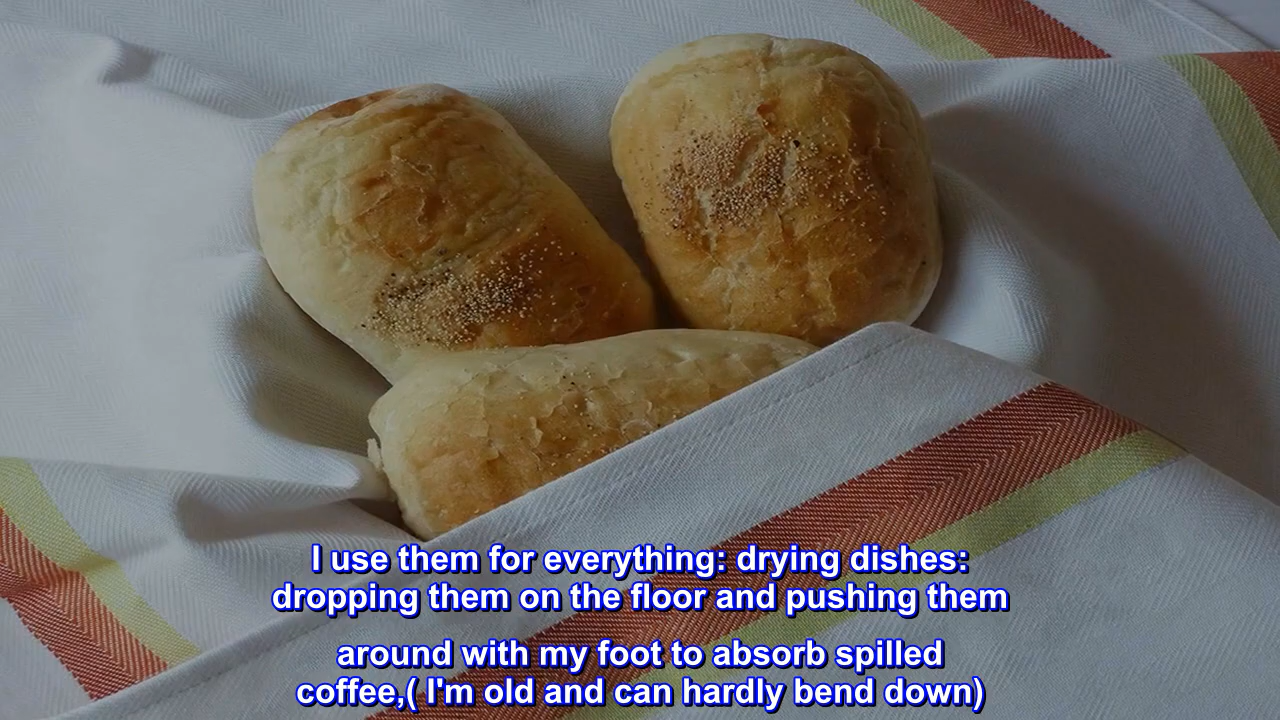 I use them for everything: drying dishes:
dropping them on the floor and pushing them
around with my foot to absorb spilled
coffee,( I'm old and can hardly bend down)